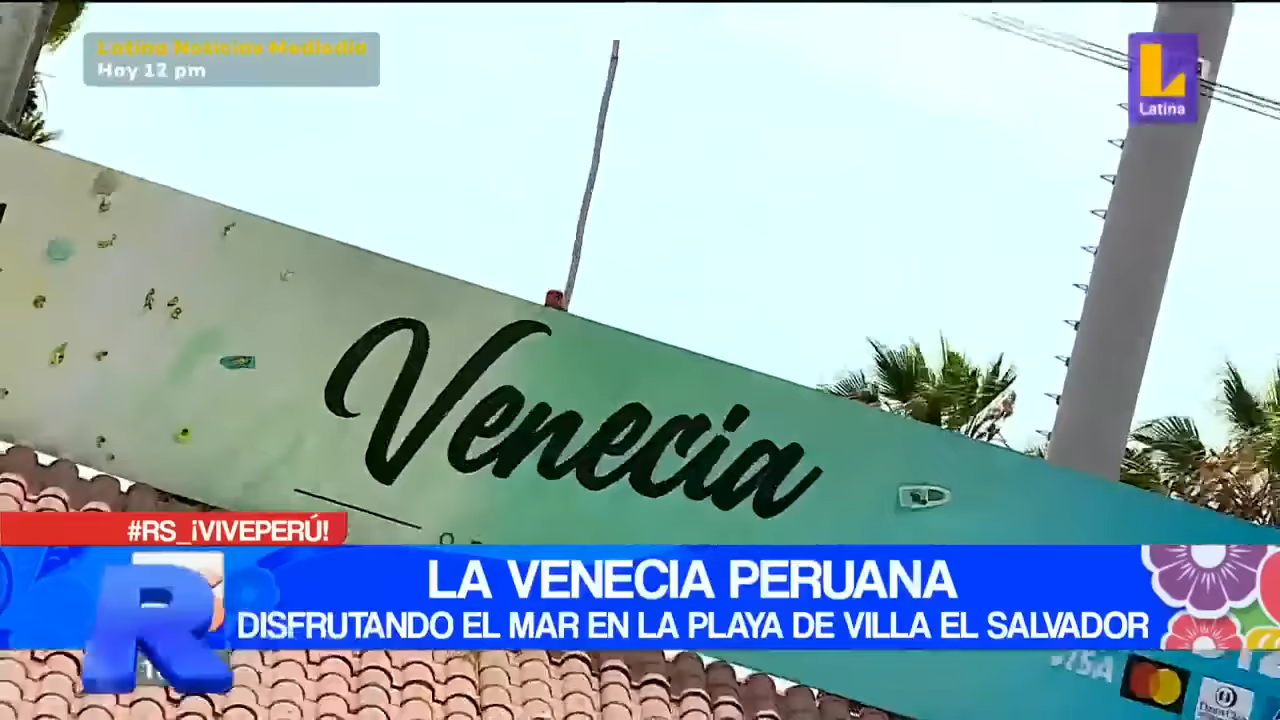 Latina Noticias Mediodía
Hoy 12 pm
Latina
Venecia
#RS_¡VIVEPERÚ!
R
LA VENECIA PERUANA
DISFRUTANDO EL MAR EN LA PLAYA DE VILLA EL SALVADOR
VISA